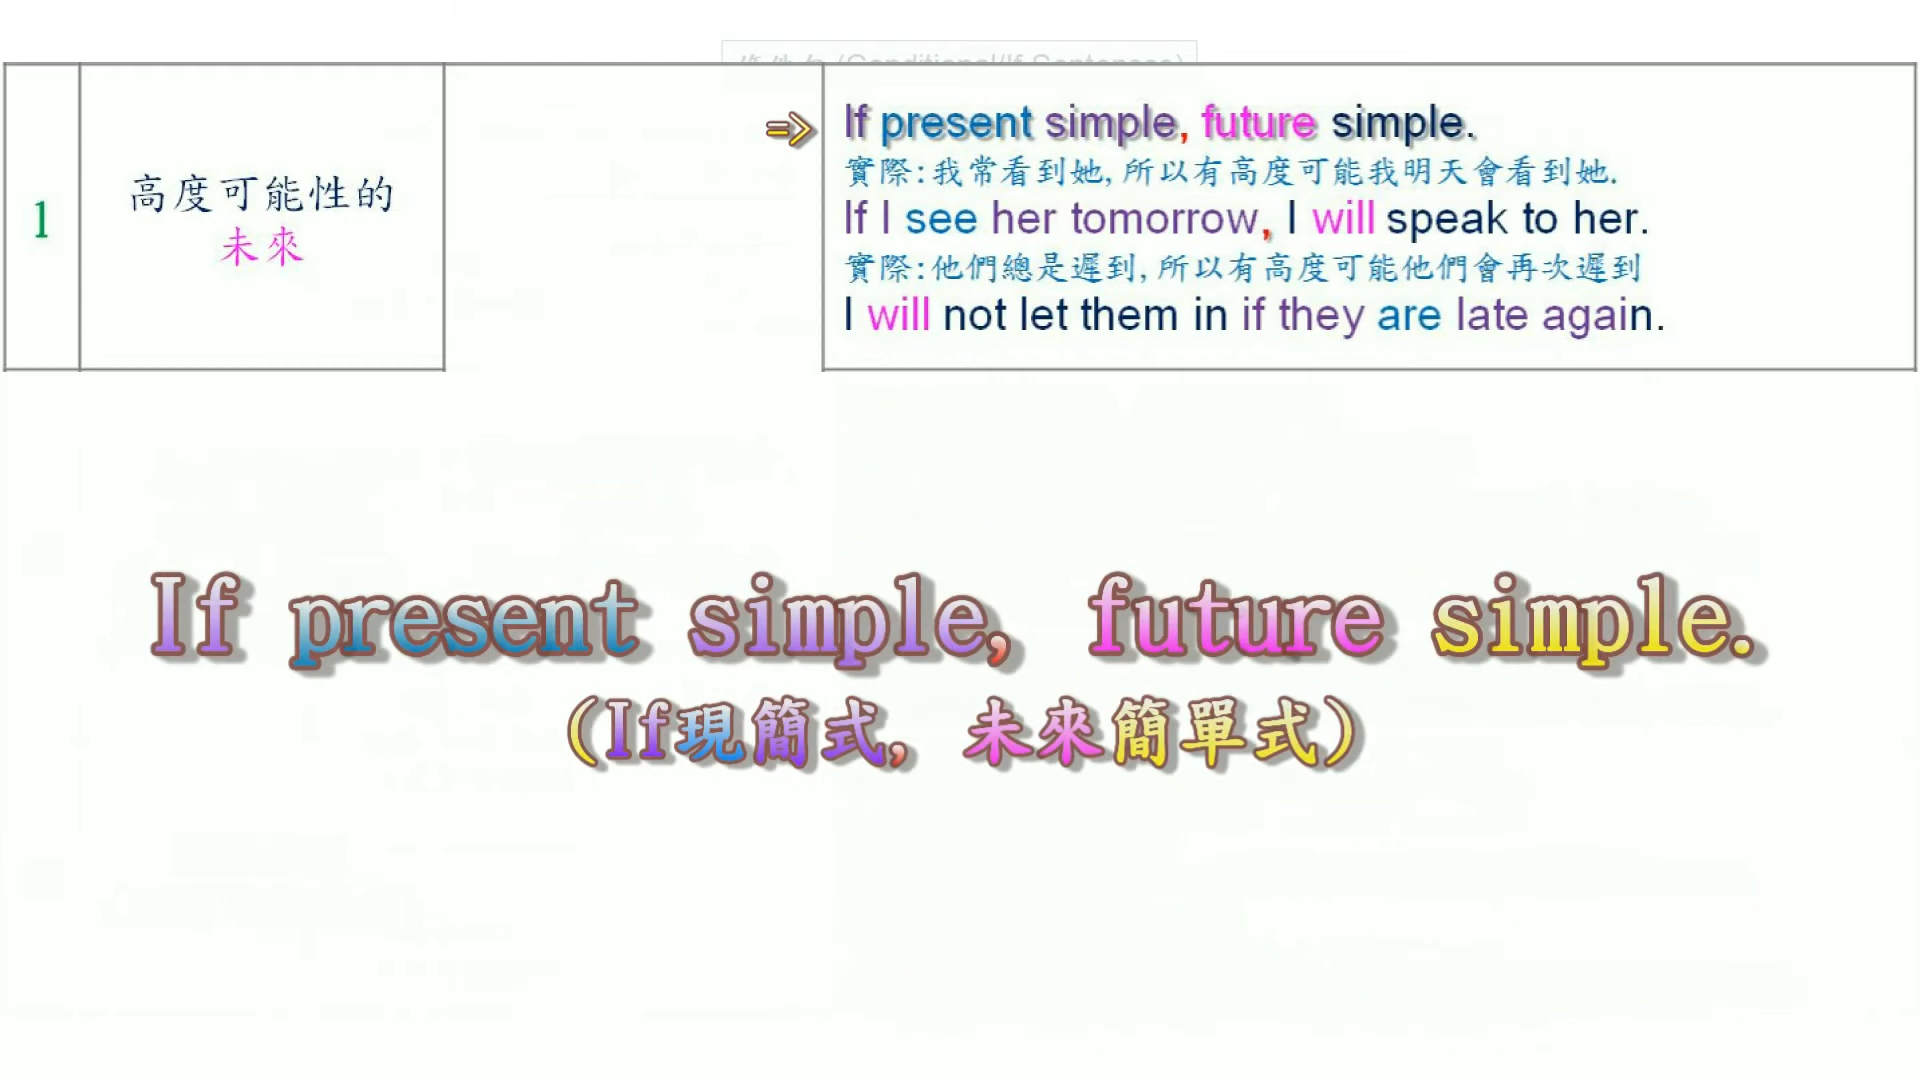 1
高度可能性的
未來
If present simple, future simple.
實際:我常看到她,所以有高度可能我明天會看到她.
If I see her tomorrow, I will speak to her.
實際:他們總是遲到,所以有高度可能他們會再次遲到
I will not let them in if they are late again.
If present simple, future simple.
(If現簡式, 未來簡單式)